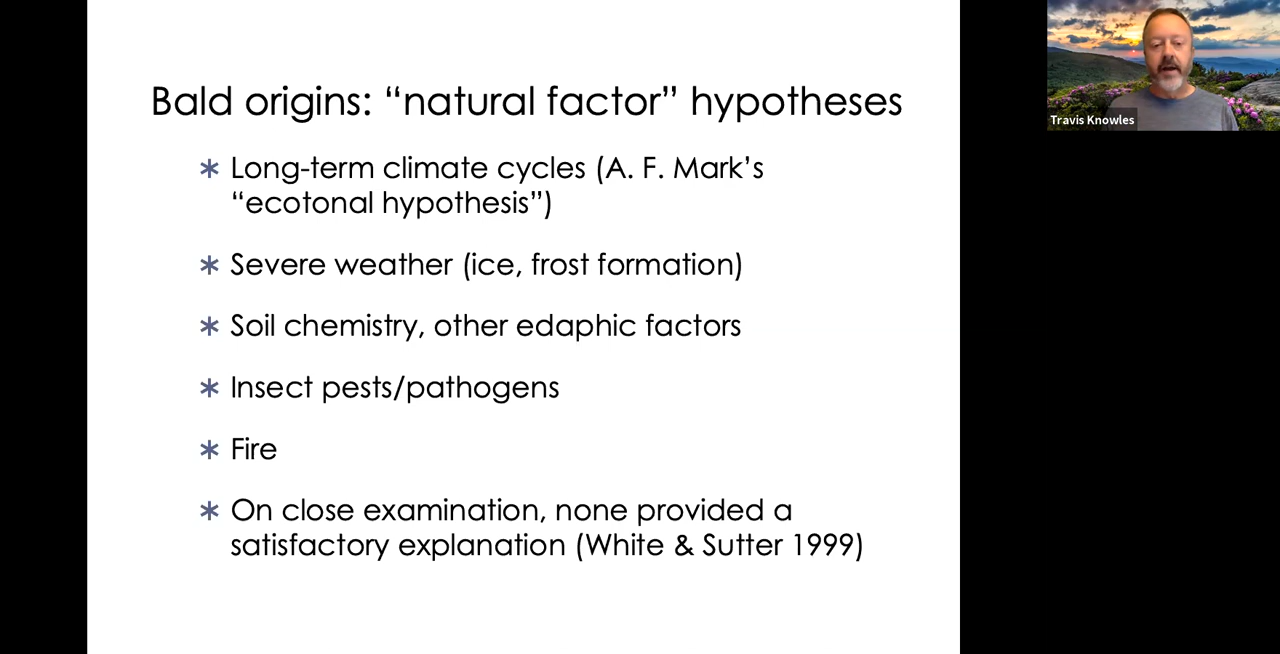 Bald origins: “natural factor” hypotheses
∗ Long-term climate cycles (A. F. Mark’s
“ecotonal hypothesis”)
∗ Severe weather (ice, frost formation)
∗ Soil chemistry, other edaphic factors
∗ Insect pests/pathogens
∗ Fire
∗ On close examination, none provided a
satisfactory explanation (White & Sutter 1999)
Travis Knowles